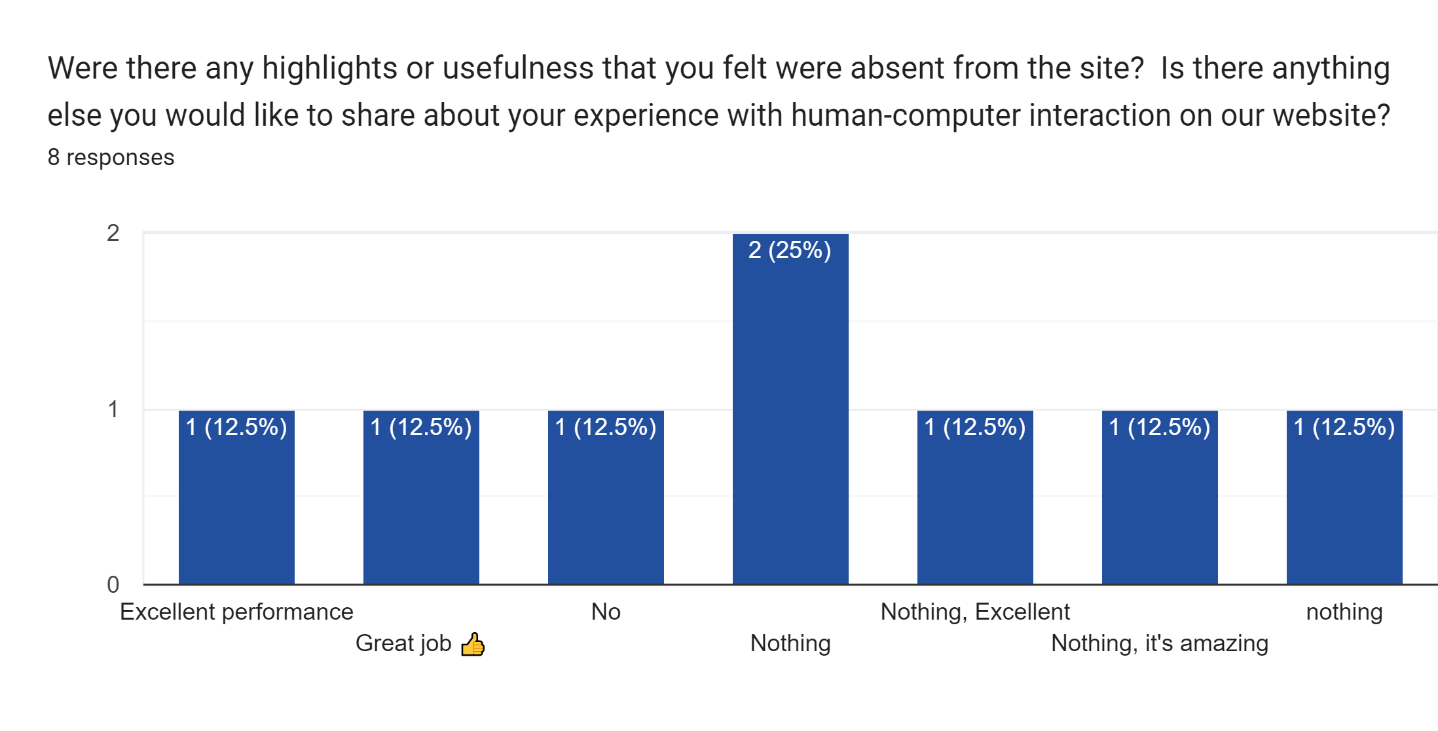 Were there any highlights or usefulness that you felt were absent from the site?  Is there anything
else you would like to share about your experience with human-computer interaction on our website?
8 responses
2
2 (25%)
1
1 (12.5%) 1 (12.5%) 1 (12.5%) 1 (12.5%) 1 (12.5%) 1 (12.5%)
0
Excellent performance No Nothing, Excellent nothing
Great job 👍 Nothing Nothing, it's amazing